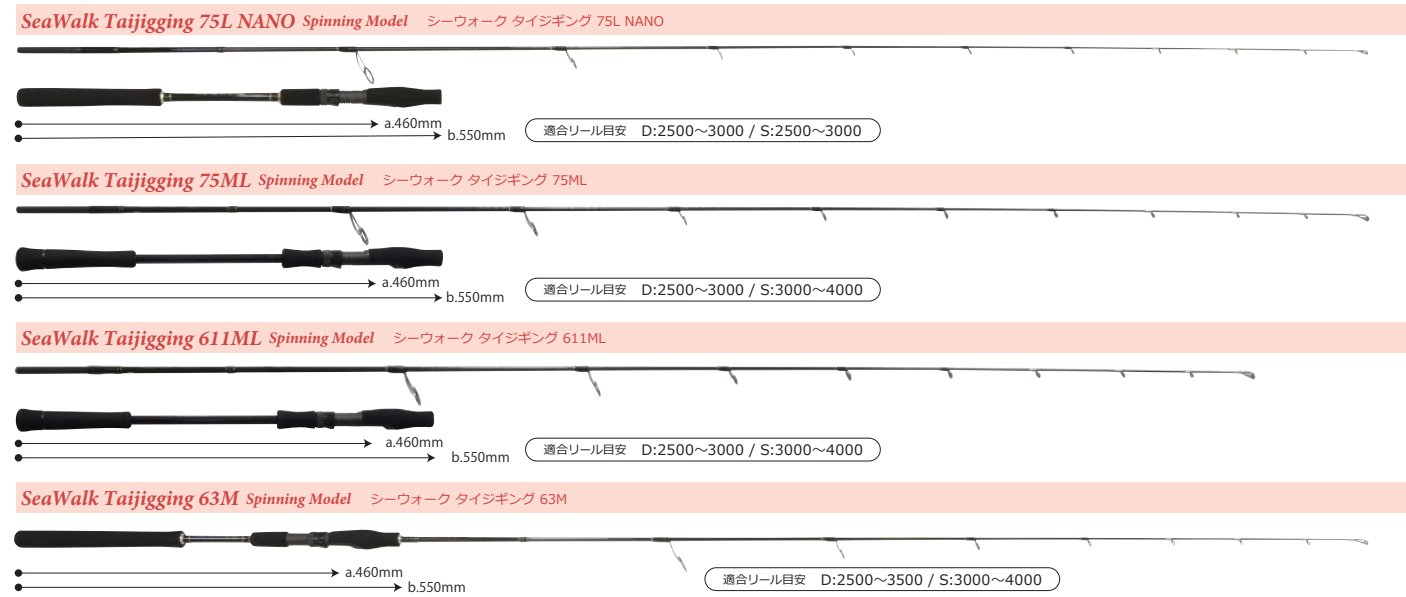 SeaWalk Taijigging 75L NANO Spinning Model シーウォーク タイジギング 75L NANO
a.460mm
b.550mm
適合リール目安 D:2500～3000 / S:2500～3000
SeaWalk Taijigging 75ML Spinning Model シーウォーク タイジギング 75ML
a.460mm
b.550mm
適合リール目安 D:2500～3000 / S:3000～4000
SeaWalk Taijigging 611ML Spinning Model シーウォーク タイジギング 611ML
a.460mm
b.550mm
適合リール目安 D:2500～3000 / S:3000～4000
SeaWalk Taijigging 63M Spinning Model シーウォーク タイジギング 63M
a.460mm
b.550mm
適合リール目安 D:2500～3500 / S:3000～4000